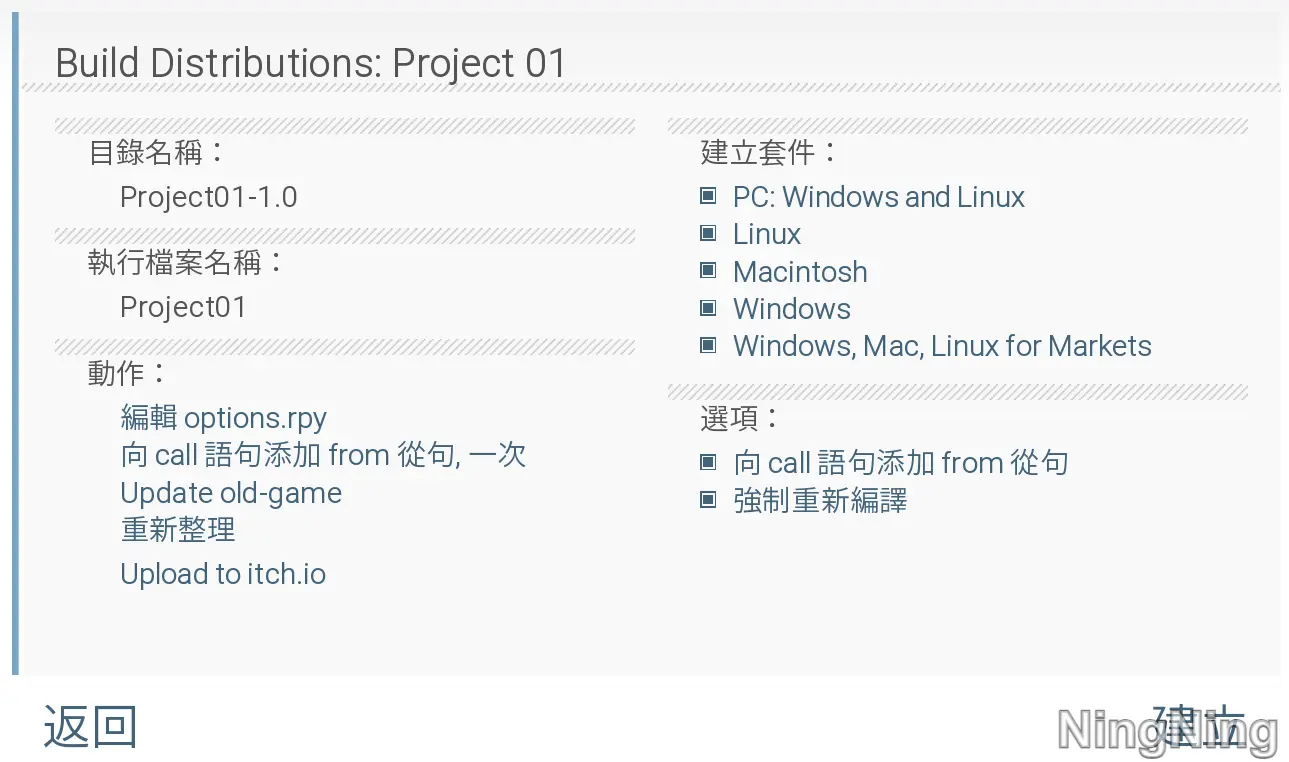 Build Distributions: Project 01
目錄名稱：
Project01-1.0
執行檔案名稱：
Project01
動作：
編輯 options.rpy
向 call 語句添加 from 從句, 一次
Update old-game
重新整理
Upload to itch.io
建立套件：
PC: Windows and Linux
Linux
Macintosh
Windows
Windows, Mac, Linux for Markets
選項：
向 call 語句添加 from 從句
強制重新編譯
返回
建立
NingNing